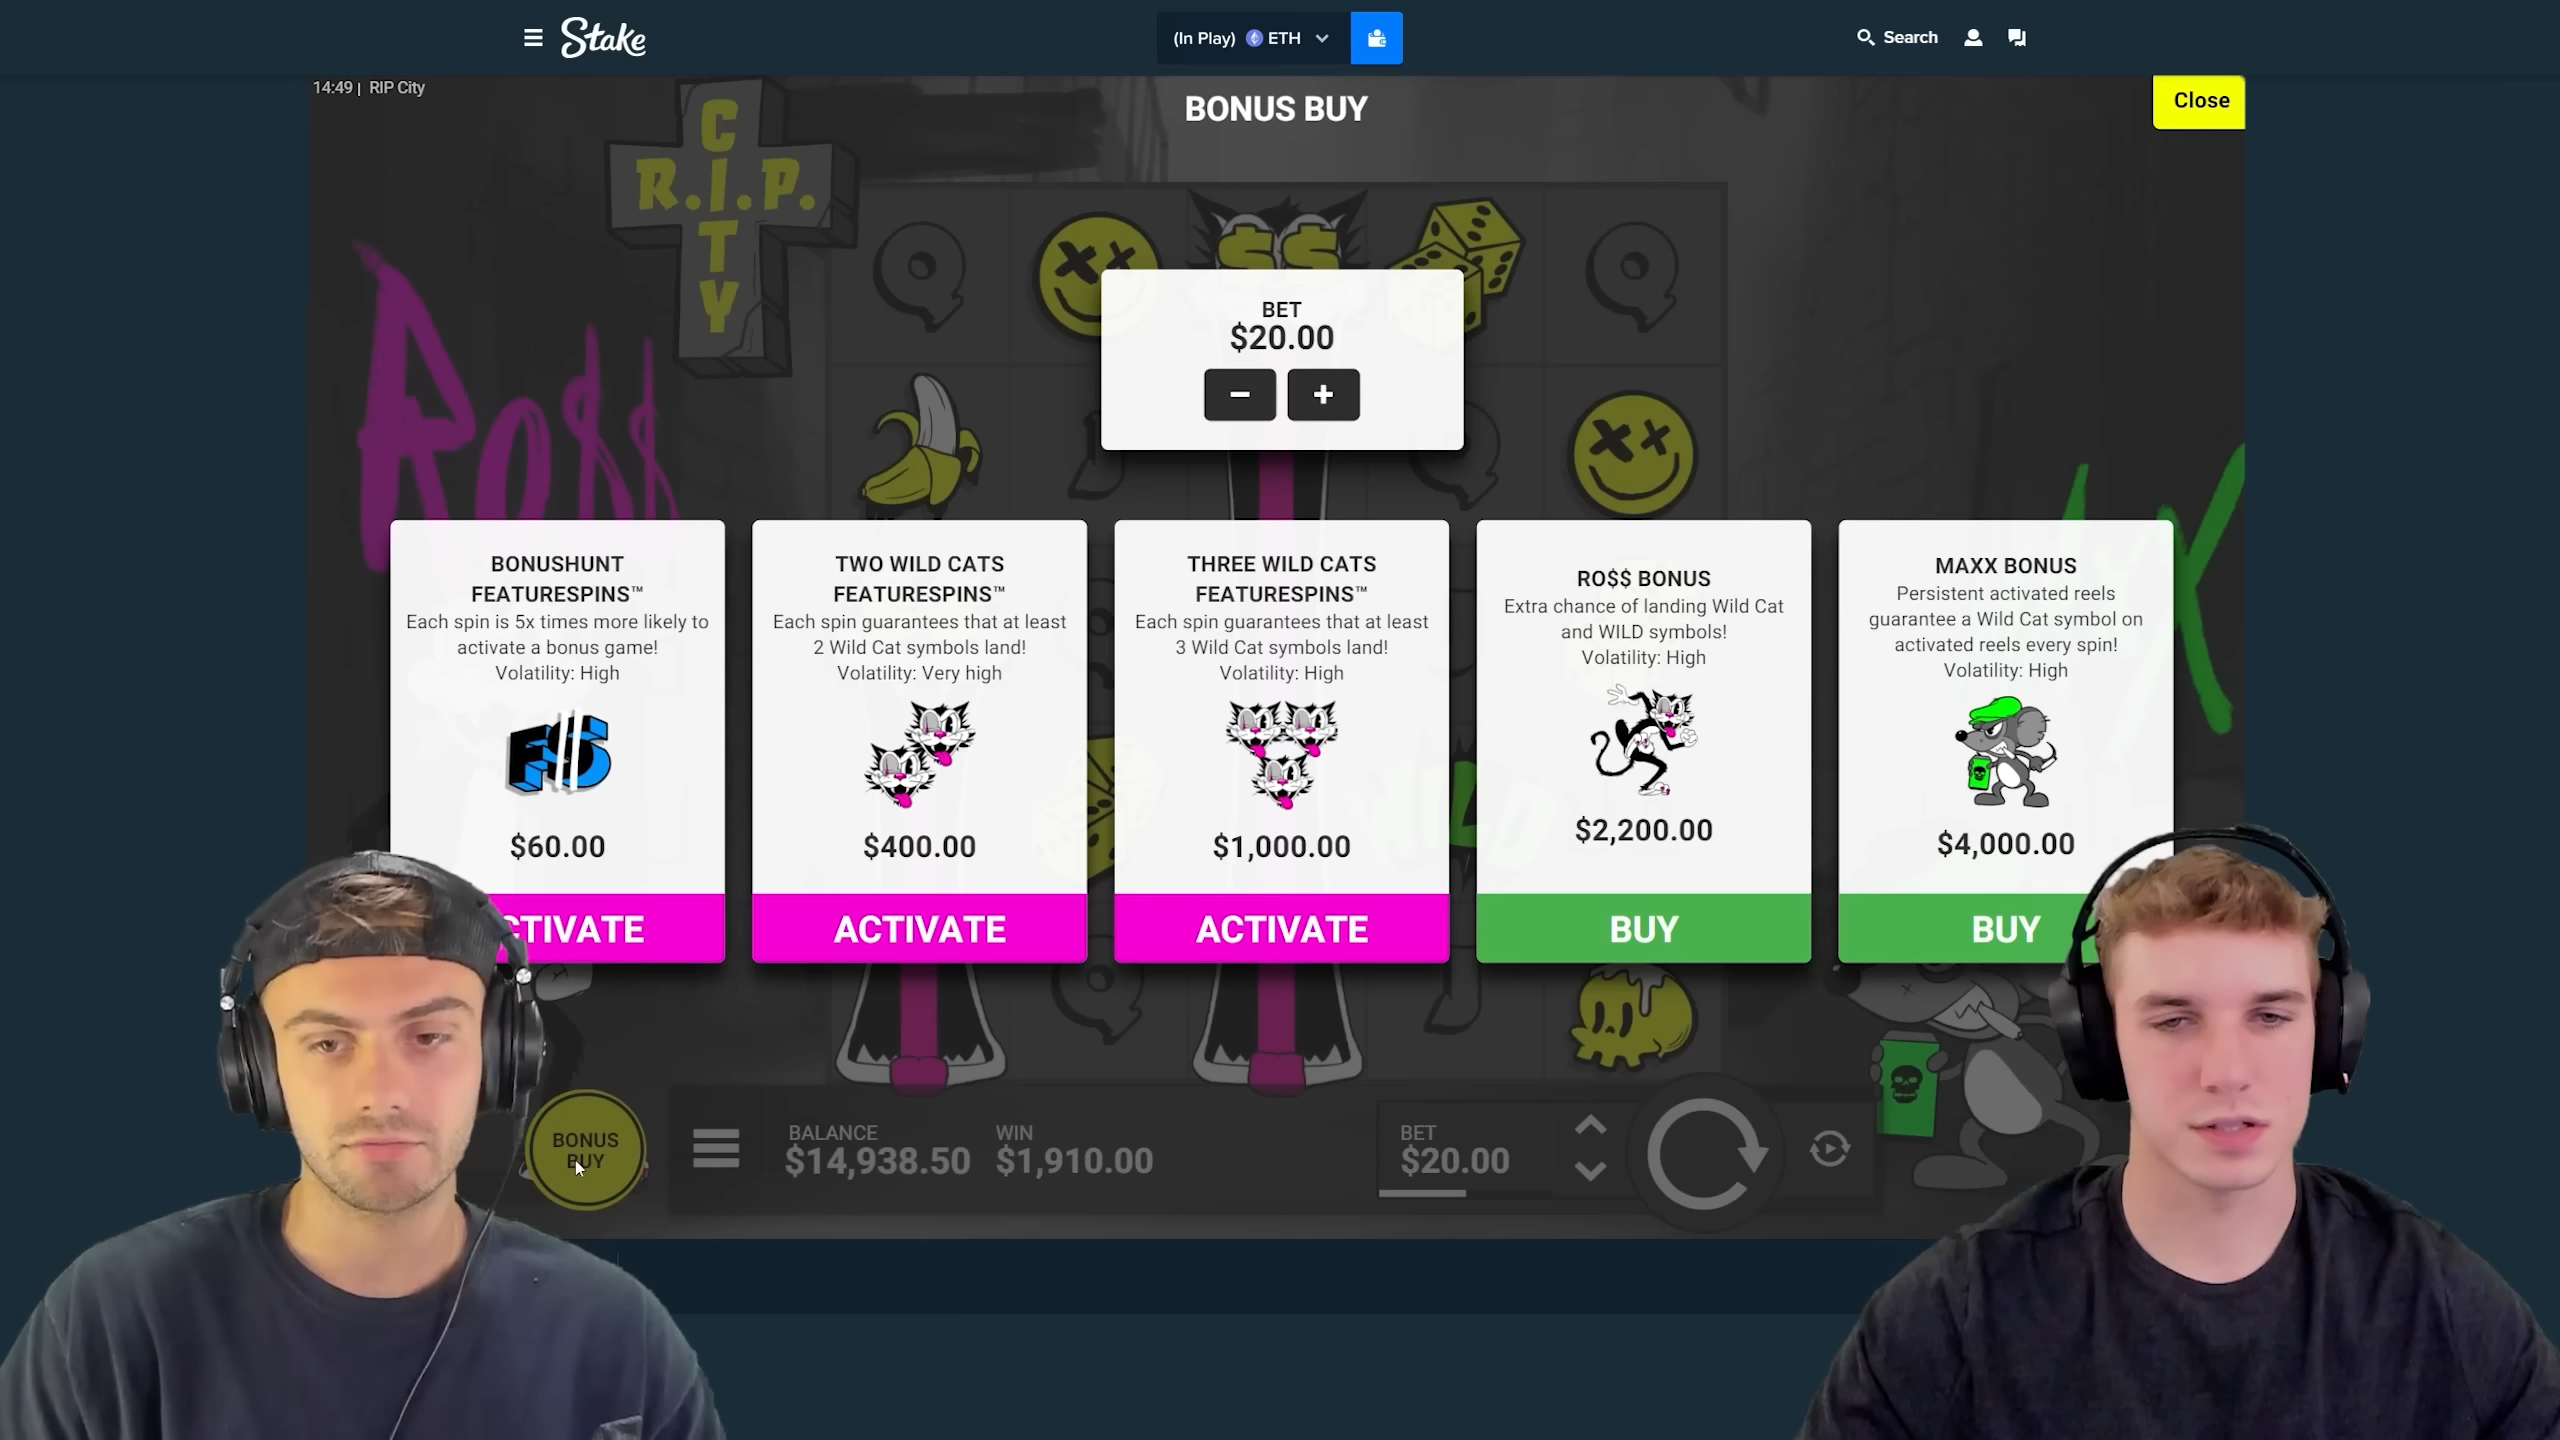 Stake
(In Play) ETH
Search
14:49 | RIP City
BONUS BUY
Close
C
R.I.P.
T
Y
Ro$$
$$
BET
$20.00
BONUSHUNT
FEATURESPINS™
Each spin is 5x times more likely to
activate a bonus game!
Volatility: High
$60.00
CTIVATE
TWO WILD CATS
FEATURESPINS™
Each spin guarantees that at least
2 Wild Cat symbols land!
Volatility: Very high
$400.00
ACTIVATE
THREE WILD CATS
FEATURESPINS™
Each spin guarantees that at least
3 Wild Cat symbols land!
Volatility: High
$1,000.00
ACTIVATE
RO$$ BONUS
Extra chance of landing Wild Cat
and WILD symbols!
Volatility: High
$2,200.00
BUY
MAXX BONUS
Persistent activated reels
guarantee a Wild Cat symbol on
activated reels every spin!
Volatility: High
$4,000.00
BUY
BONUS
BUY
BALANCE
$14,938.50
WIN
$1,910.00
BET
$20.00